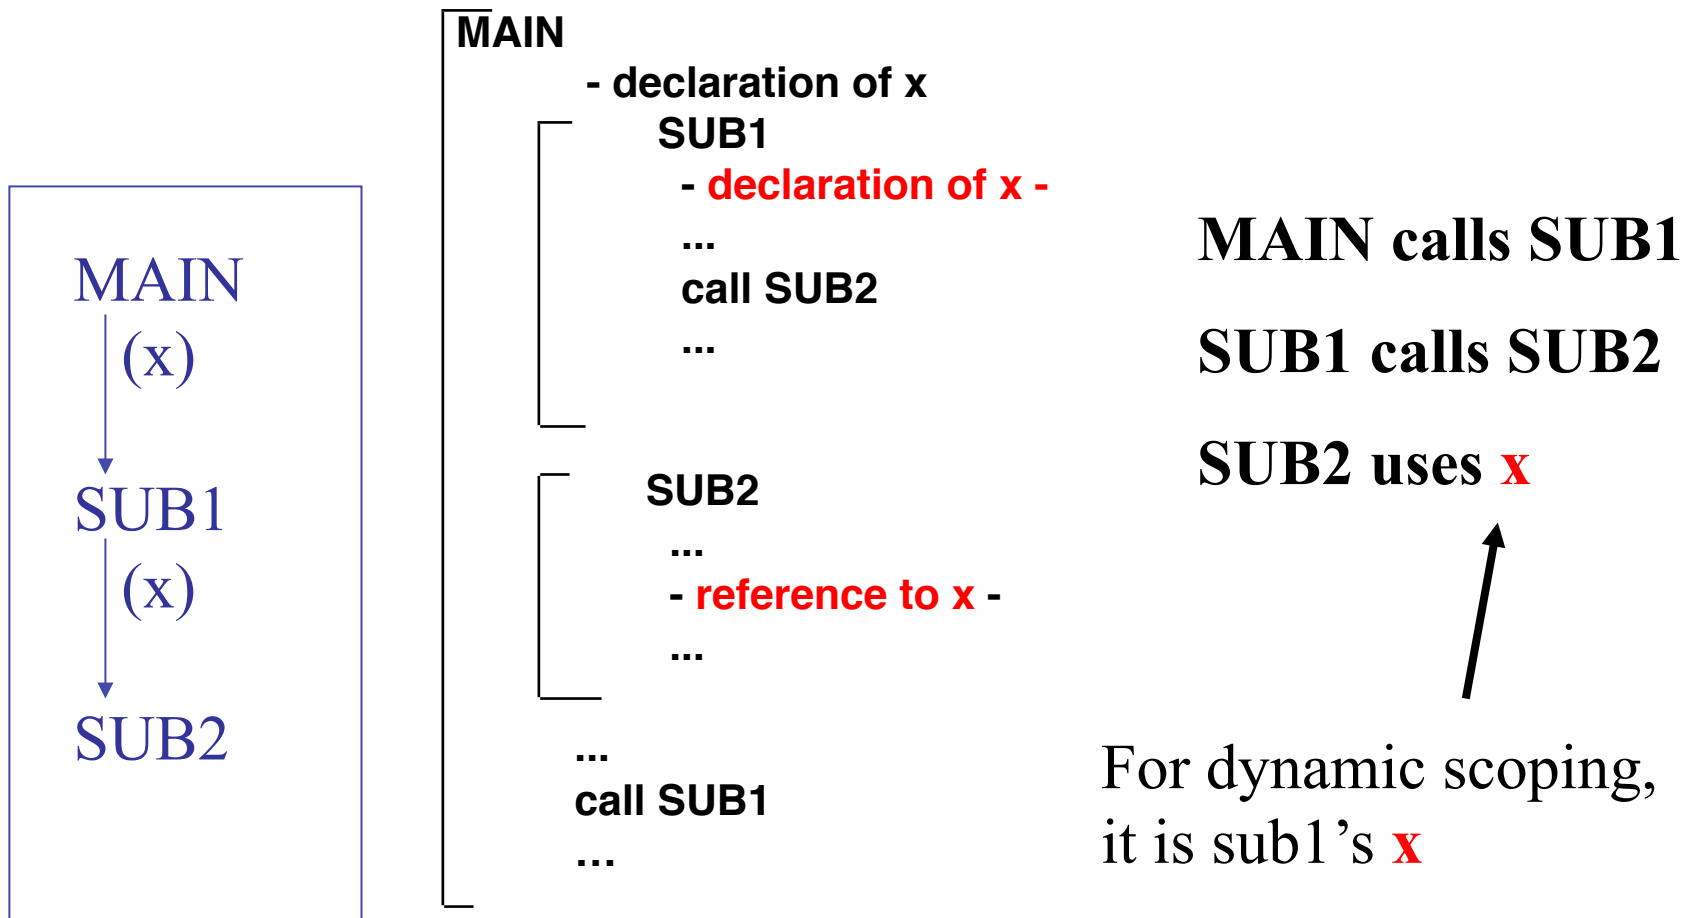 MAIN
(x)
SUB1
(x)
SUB2
MAIN
- declaration of x
SUB1
- declaration of x -
...
call SUB2
...
SUB2
...
- reference to x -
...
...
call SUB1
...
MAIN calls SUB1
SUB1 calls SUB2
SUB2 uses x
For dynamic scoping,
it is sub1’s x